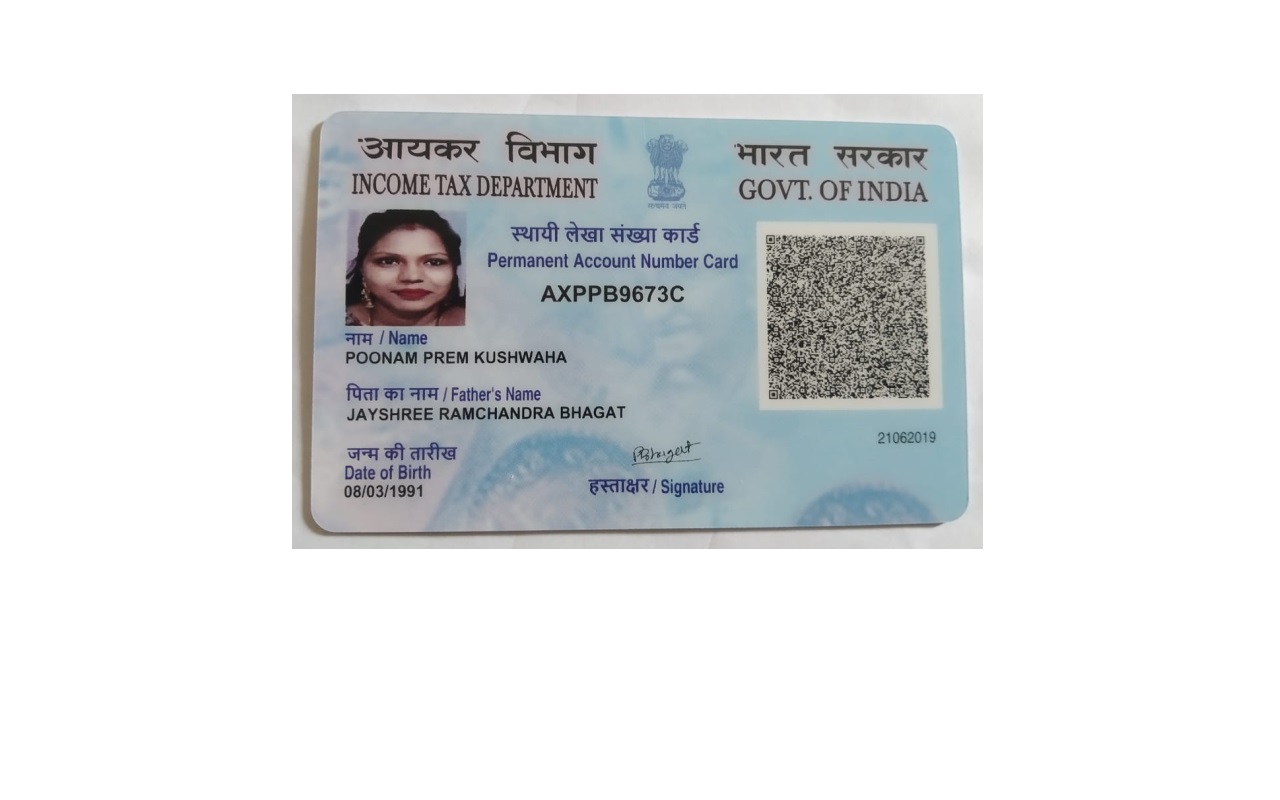 आयकर विभाग
INCOME TAX DEPARTMENT
सत्यमेव जयते
भारत सरकार
GOVT. OF INDIA
स्थायी लेखा संख्या कार्ड
Permanent Account Number Card
AXPPB9673C
नाम / Name
POONAM PREM KUSHWAHA
पिता का नाम / Father's Name
JAYSHREE RAMCHANDRA BHAGAT
21062019
जन्म की तारीख
Date of Birth
08/03/1991
PBhagat
हस्ताक्षर / Signature